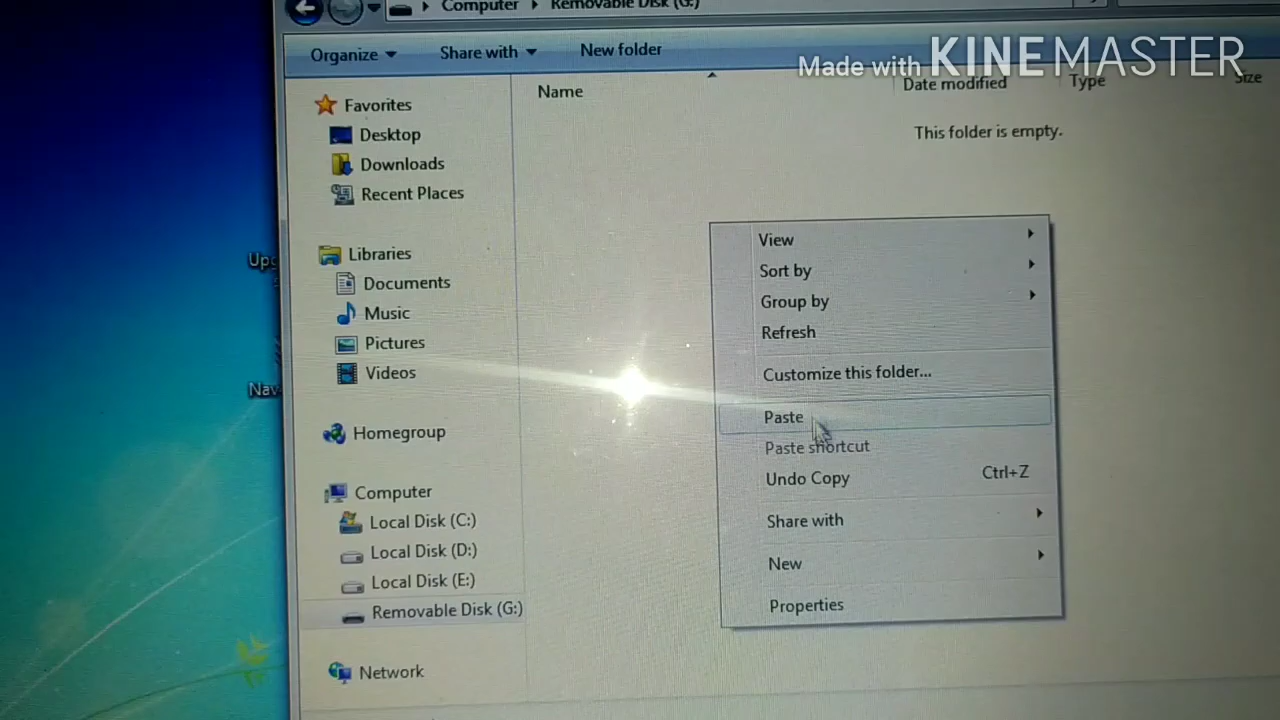 Computer
Removable Disk (G:)
Organize
Share with
New folder
Made with KINEMASTER
Name
Date modified
Type
Size
This folder is empty.
Favorites
Desktop
Downloads
Recent Places
Libraries
Documents
Music
Pictures
Videos
Homegroup
Computer
Local Disk (C:)
Local Disk (D:)
Local Disk (E:)
Removable Disk (G:)
Network
View
Sort by
Group by
Refresh
Customize this folder...
Paste
Paste shortcut
Undo Copy Ctrl+Z
Share with
New
Properties